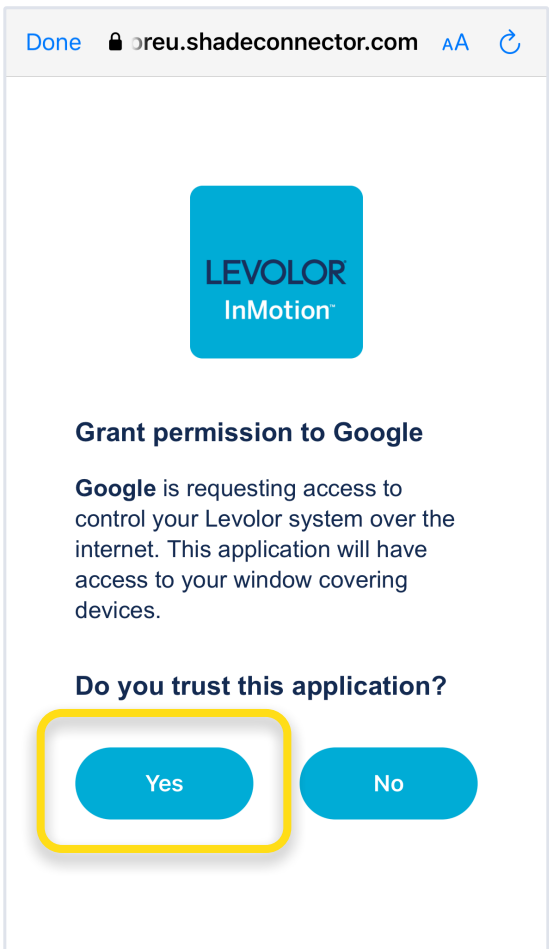 Done oreu.shadeconnector.com AA
LEVOLOR
InMotion™
Grant permission to Google
Google is requesting access to
control your Levolor system over the
internet. This application will have
access to your window covering
devices.
Do you trust this application?
Yes No